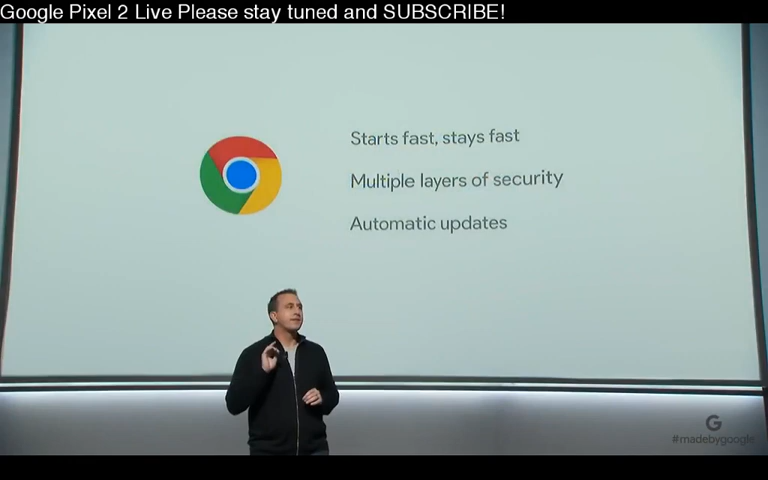 Google Pixel 2 Live Please stay tuned and SUBSCRIBE!
Starts fast, stays fast
Multiple layers of security
Automatic updates
G
#madebygoogle